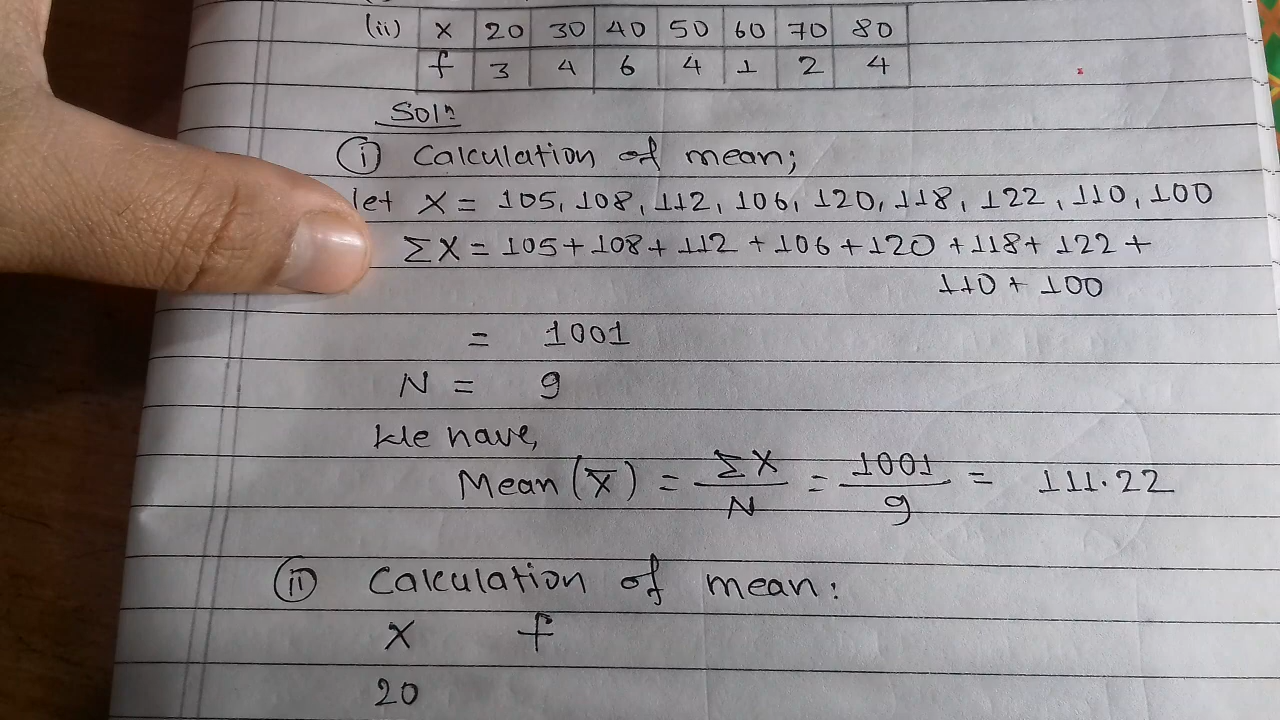 (ii) X 20 30 40 50 60 70 80
f 3 4 6 4 1 2 4
Solⁿ
(i) Calculation of mean;
let X = 105, 108, 112, 106, 120, 118, 122, 110, 100
ΣX = 105 + 108 + 112 + 106 + 120 + 118 + 122 +
110 + 100
= 1001
N = 9
We have,
Mean (X̅) = ΣX/N = 1001/9 = 111.22
(ii) Calculation of mean:
X f
20